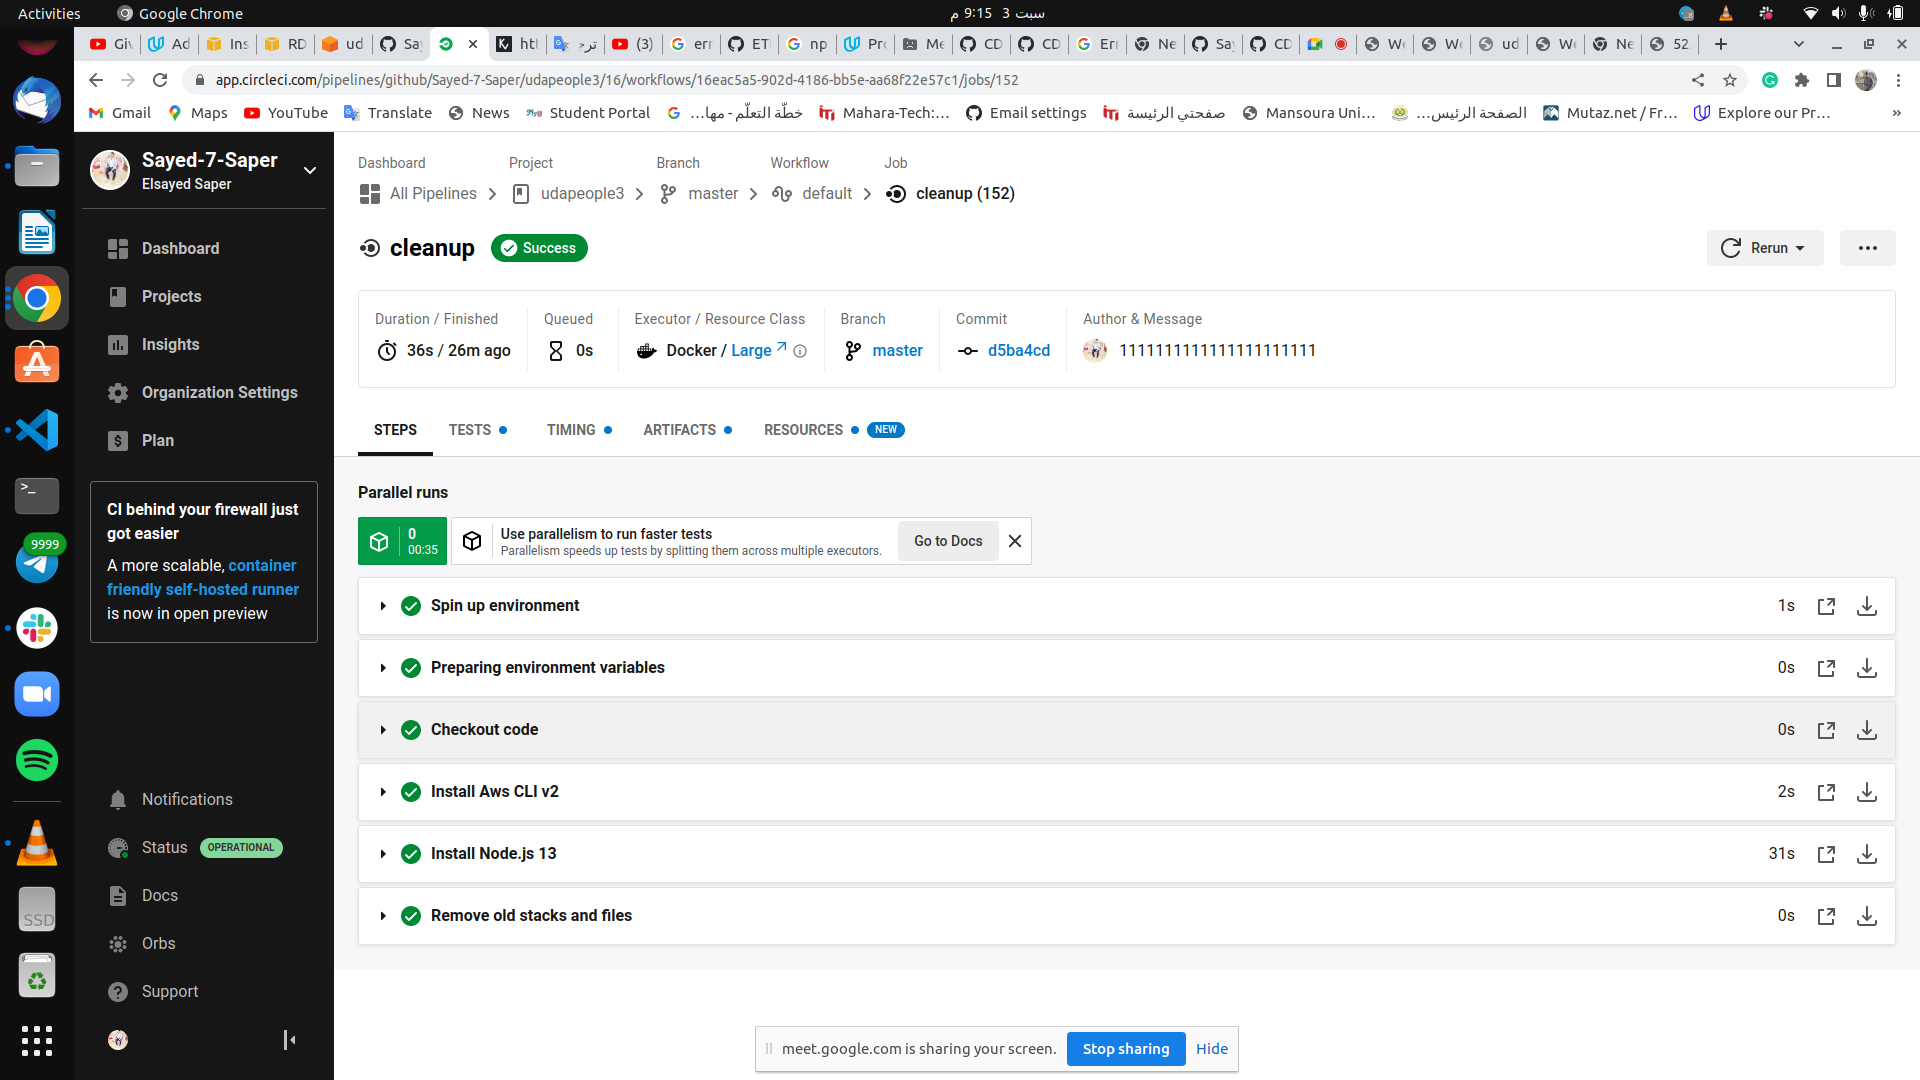 Activities
Google Chrome
سبت 3 9:15 م
Giv
Ad
Ins
RD
ud
Say
htt
ترج
(3)
err
ET
np
Pro
Me
CD
CD
Err
Ne
Say
CD
We
We
ud
We
Ne
52
app.circleci.com/pipelines/github/Sayed-7-Saper/udapeople3/16/workflows/16eac5a5-902d-4186-bb5e-aa68f22e57c1/jobs/152
Gmail
Maps
YouTube
Translate
News
Student Portal
خطّة التعلّم - مها...
Mahara-Tech:...
Email settings
صفحتي الرئيسة
Mansoura Uni...
الصفحة الرئيس...
Mutaz.net / Fr...
Explore our Pr...
»
Sayed-7-Saper
Elsayed Saper
Dashboard
Projects
Insights
Organization Settings
Plan
CI behind your firewall just
got easier
A more scalable, container
friendly self-hosted runner
is now in open preview
Notifications
Status OPERATIONAL
Docs
Orbs
Support
9999
SSD
Dashboard
All Pipelines
Project
udapeople3
Branch
master
Workflow
default
Job
cleanup (152)
cleanup
Success
Rerun
Duration / Finished
36s / 26m ago
Queued
0s
Executor / Resource Class
Docker / Large
Branch
master
Commit
d5ba4cd
Author & Message
1111111111111111111111
STEPS
TESTS
TIMING
ARTIFACTS
RESOURCES
NEW
Parallel runs
0
00:35
Use parallelism to run faster tests
Parallelism speeds up tests by splitting them across multiple executors.
Go to Docs
Spin up environment 1s
Preparing environment variables 0s
Checkout code 0s
Install Aws CLI v2 2s
Install Node.js 13 31s
Remove old stacks and files 0s
meet.google.com is sharing your screen.
Stop sharing
Hide